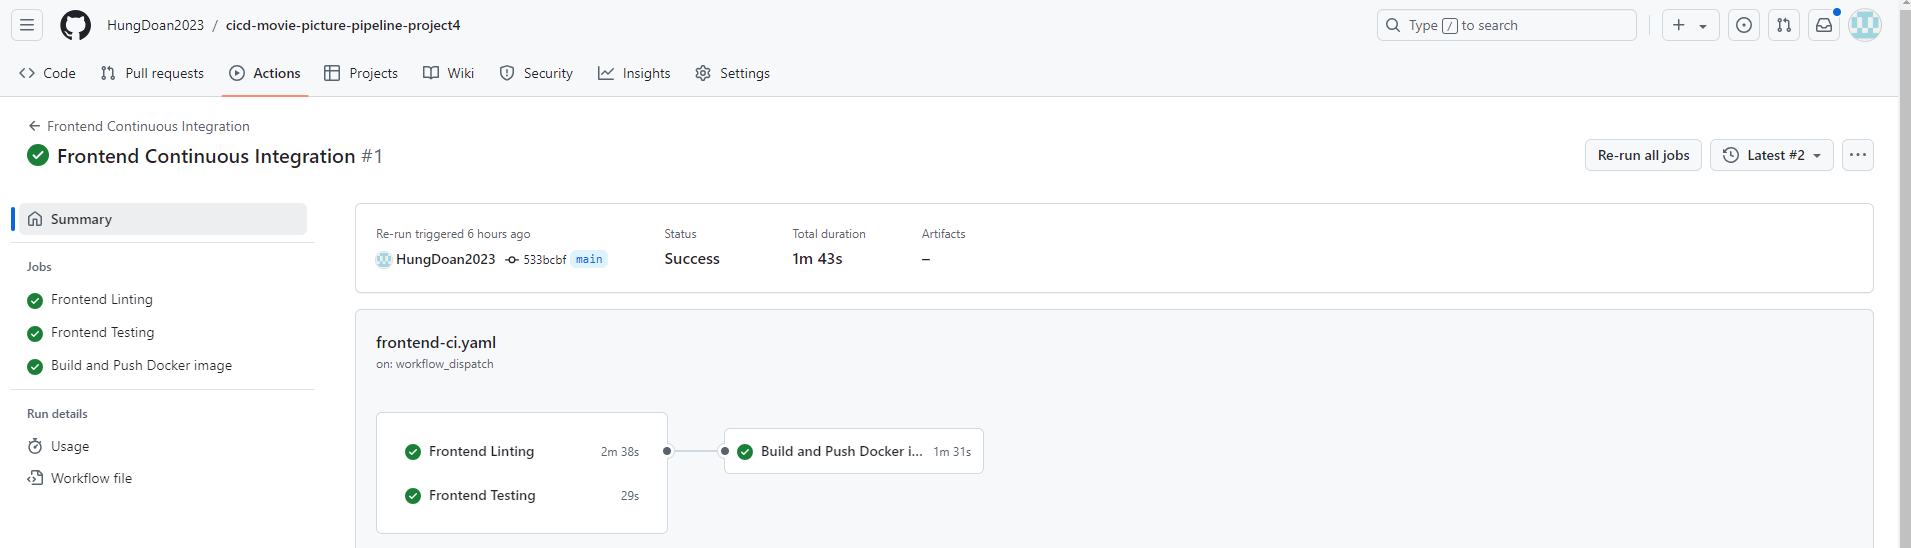 HungDoan2023 / cicd-movie-picture-pipeline-project4
Type / to search
Code Pull requests Actions Projects Wiki Security Insights Settings
← Frontend Continuous Integration
Frontend Continuous Integration #1
Re-run all jobs
Latest #2
Summary
Jobs
Frontend Linting
Frontend Testing
Build and Push Docker image
Run details
Usage
Workflow file
Re-run triggered 6 hours ago
HungDoan2023 533bcbf main
Status
Success
Total duration
1m 43s
Artifacts
–
frontend-ci.yaml
on: workflow_dispatch
Frontend Linting 2m 38s
Frontend Testing 29s
Build and Push Docker i... 1m 31s